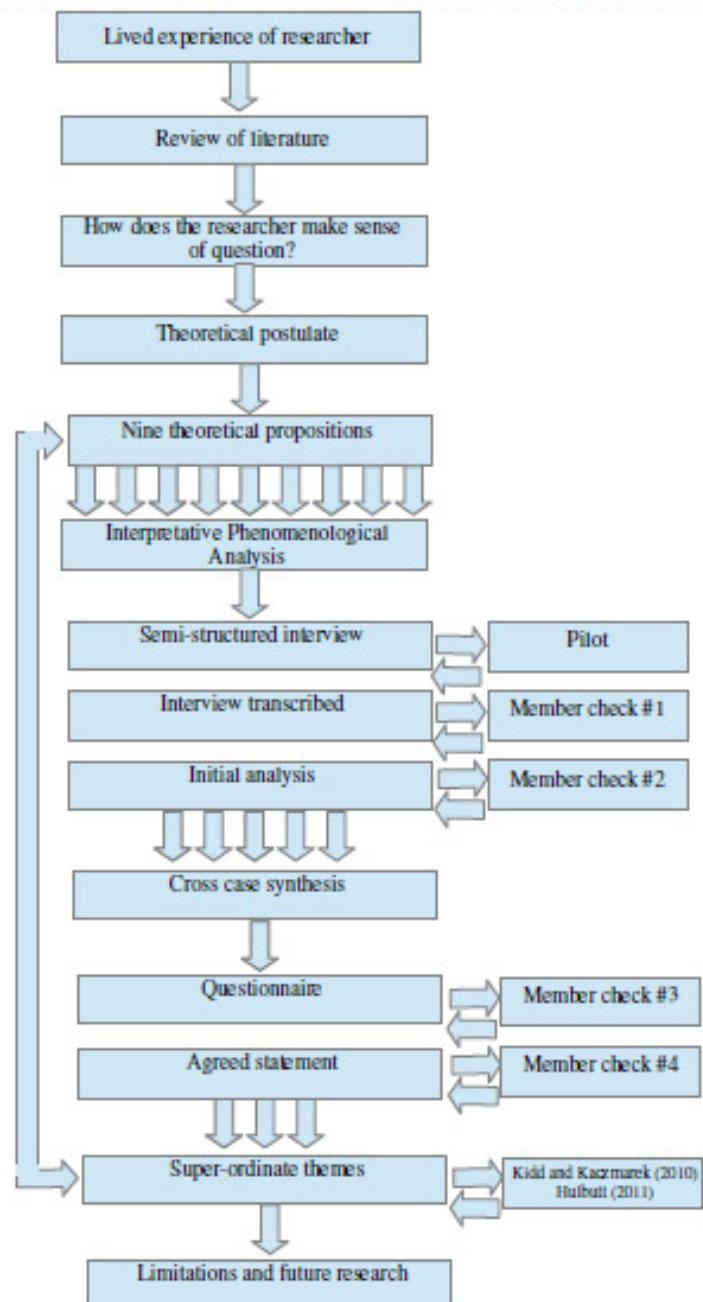 Lived experience of researcher
Review of literature
How does the researcher make sense
of question?
Theoretical postulate
Nine theoretical propositions
Interpretative Phenomenological
Analysis
Semi-structured interview
Pilot
Interview transcribed
Member check #1
Initial analysis
Member check #2
Cross case synthesis
Questionnaire
Member check #3
Agreed statement
Member check #4
Super-ordinate themes
Kidd and Kaczmarek (2010)
(2011)
Limitations and future research